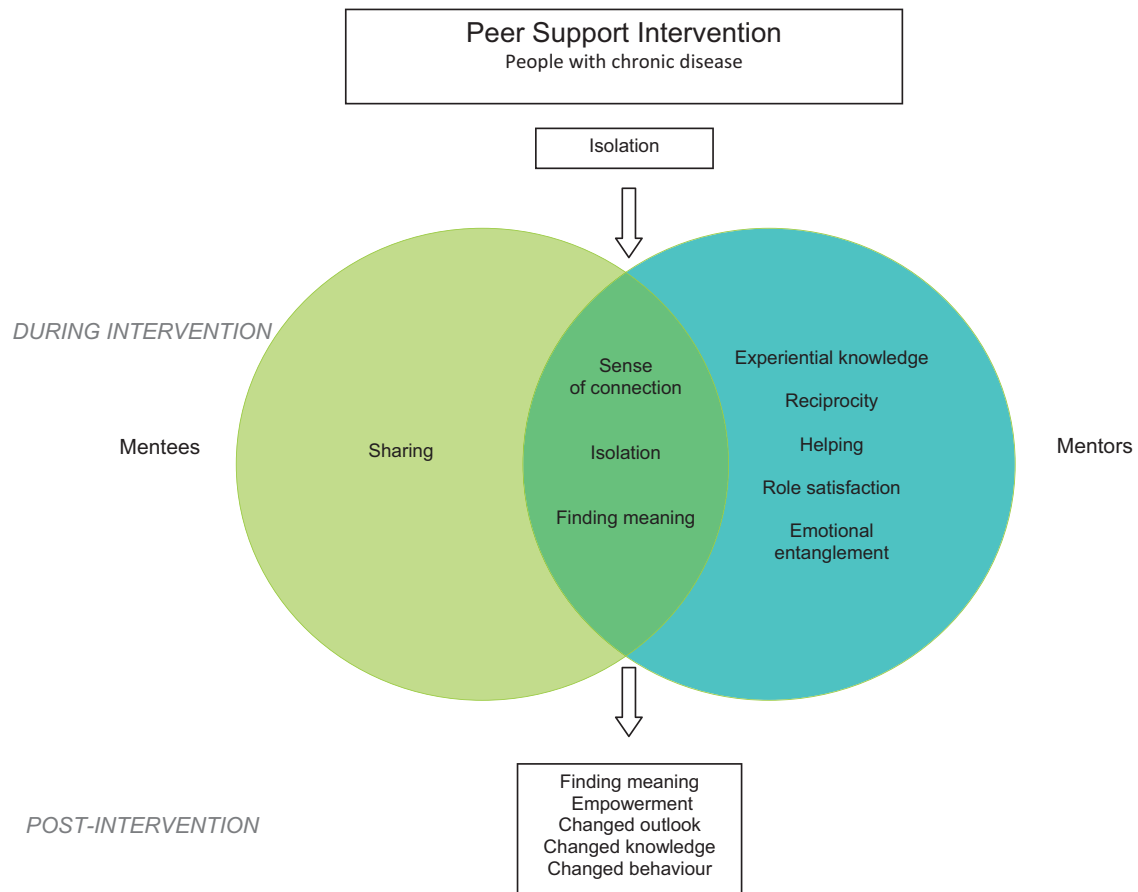 Peer Support Intervention
People with chronic disease
Isolation
DURING INTERVENTION
Mentees
Sharing
Sense
of connection
Isolation
Finding meaning
Experiential knowledge
Reciprocity
Helping
Role satisfaction
Emotional
entanglement
Mentors
POST-INTERVENTION
Finding meaning
Empowerment
Changed outlook
Changed knowledge
Changed behaviour